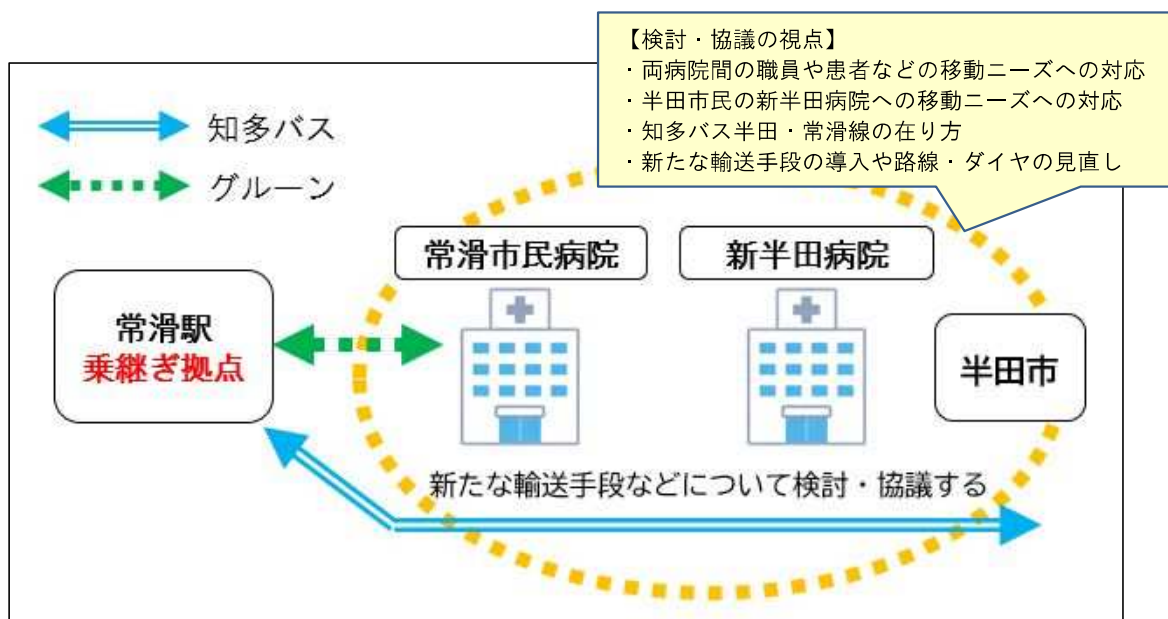 【検討・協議の視点】
・両病院間の職員や患者などの移動ニーズへの対応
・半田市民の新半田病院への移動ニーズへの対応
・知多バス半田・常滑線の在り方
・新たな輸送手段の導入や路線・ダイヤの見直し
知多バス
グルーン
常滑市民病院
新半田病院
常滑駅
乗継ぎ拠点
半田市
新たな輸送手段などについて検討・協議する